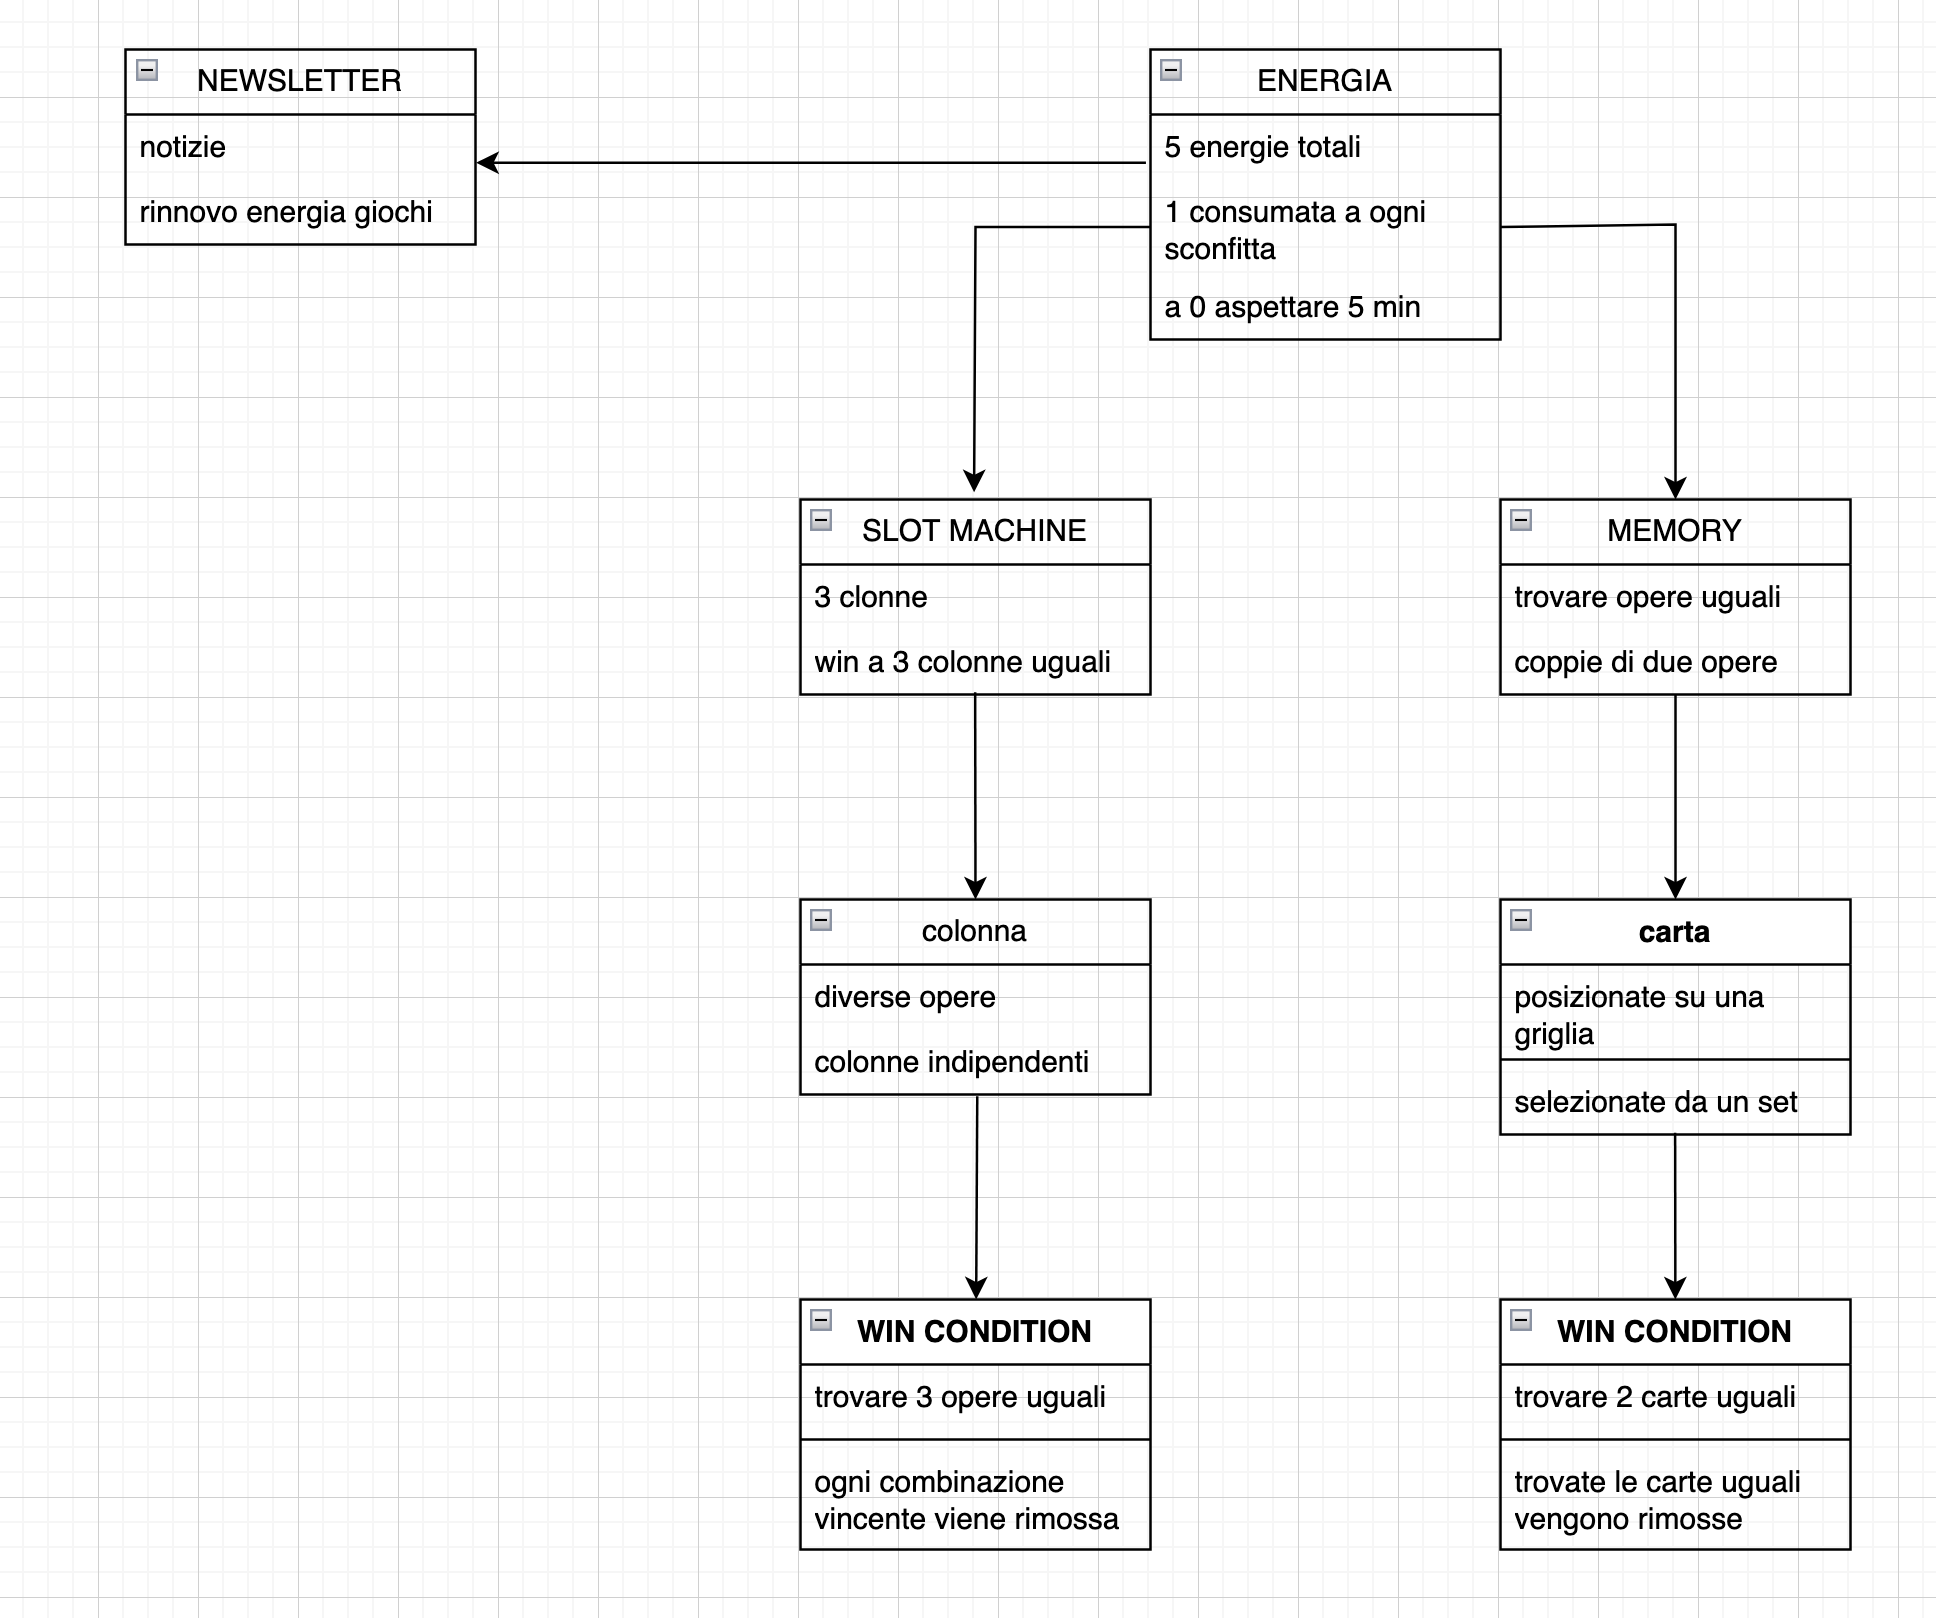 NEWSLETTER
notizie
rinnovo energia giochi
ENERGIA
5 energie totali
1 consumata a ogni
sconfitta
a 0 aspettare 5 min
SLOT MACHINE
3 clonne
win a 3 colonne uguali
MEMORY
trovare opere uguali
coppie di due opere
colonna
diverse opere
colonne indipendenti
carta
posizionate su una
griglia
selezionate da un set
WIN CONDITION
trovare 3 opere uguali
ogni combinazione
vincente viene rimossa
WIN CONDITION
trovare 2 carte uguali
trovate le carte uguali
vengono rimosse